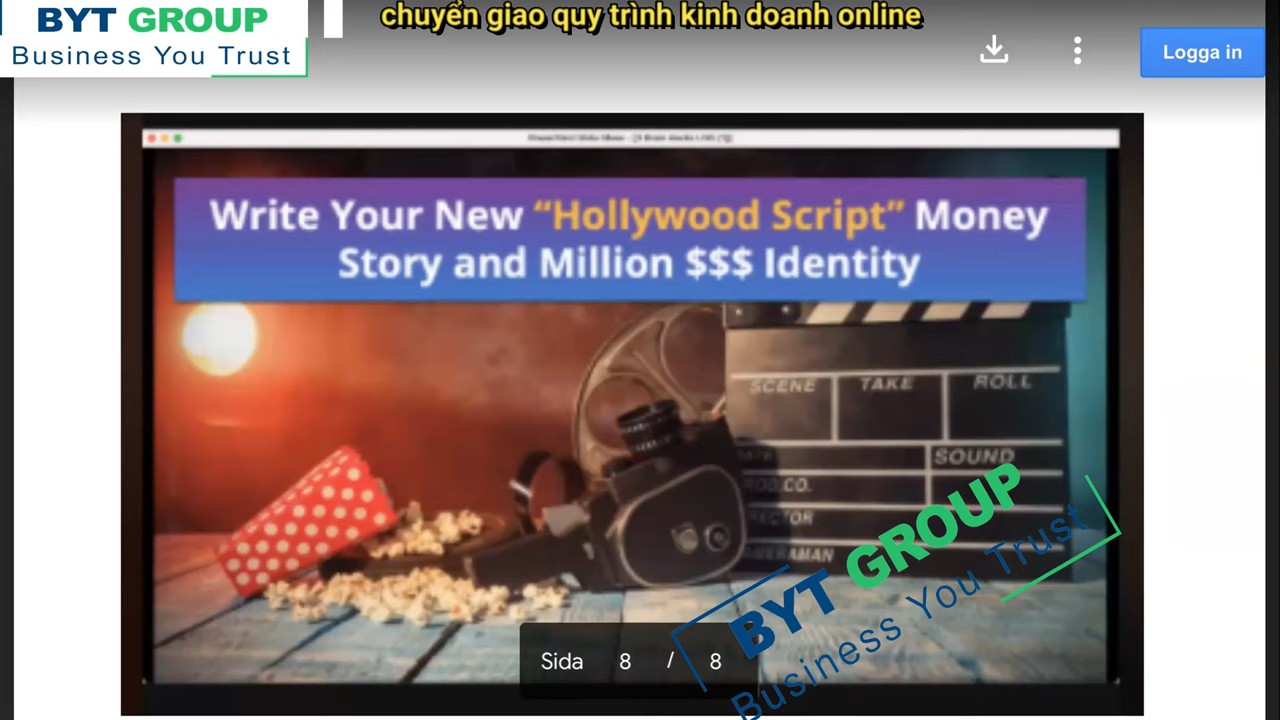 BYT GROUP
Business You Trust
chuyển giao quy trình kinh doanh online
Logga in
Write Your New “Hollywood Script” Money
Story and Million $$$ Identity
SCENE TAKE ROLL
SOUND
CO.
Sida 8 / 8
BYT GROUP
Business You Trust